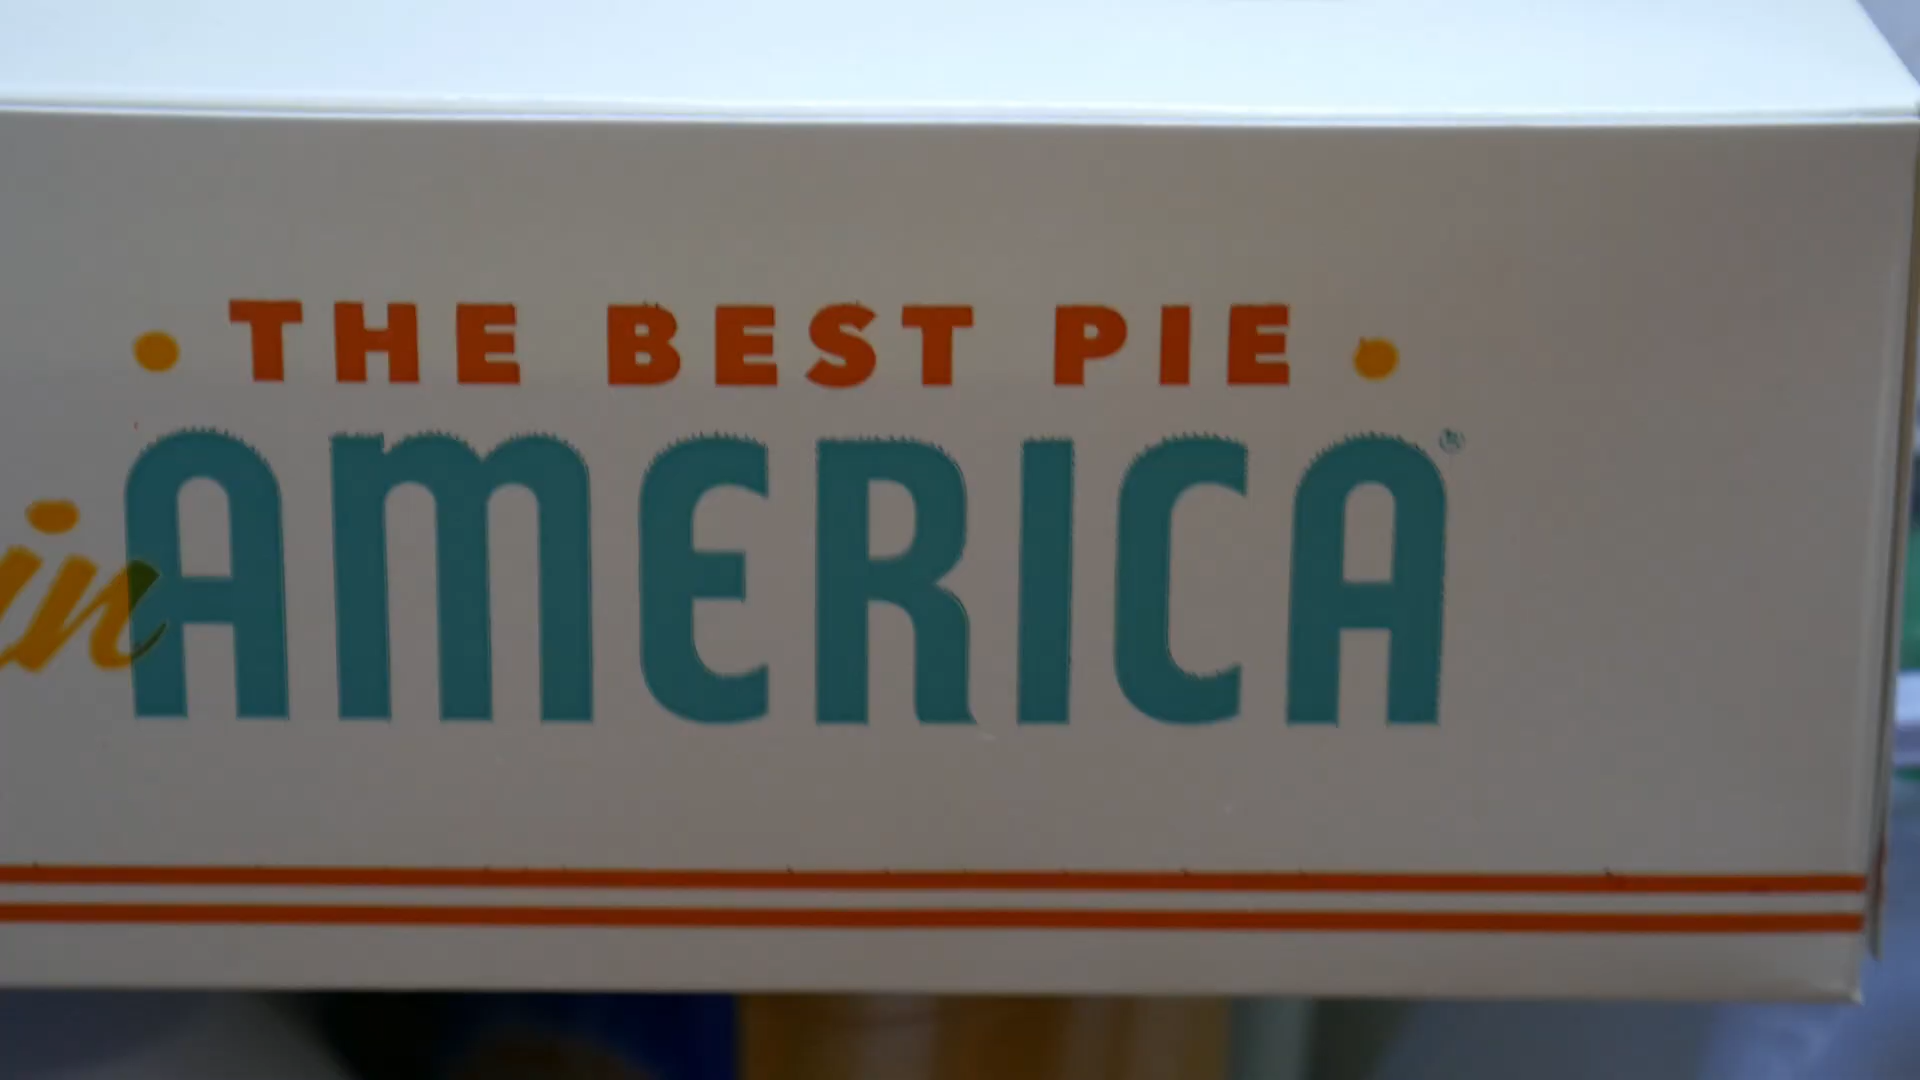 • THE BEST PIE •
in AMERICA®